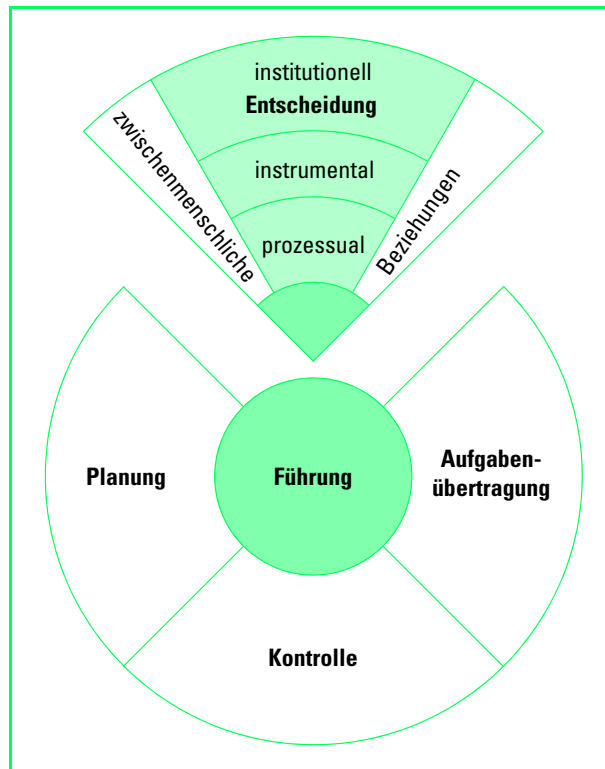 institutionell
Entscheidung
zwischenmenschliche
instrumental
Beziehungen
prozessual
Planung
Führung
Aufgaben-
übertragung
Kontrolle